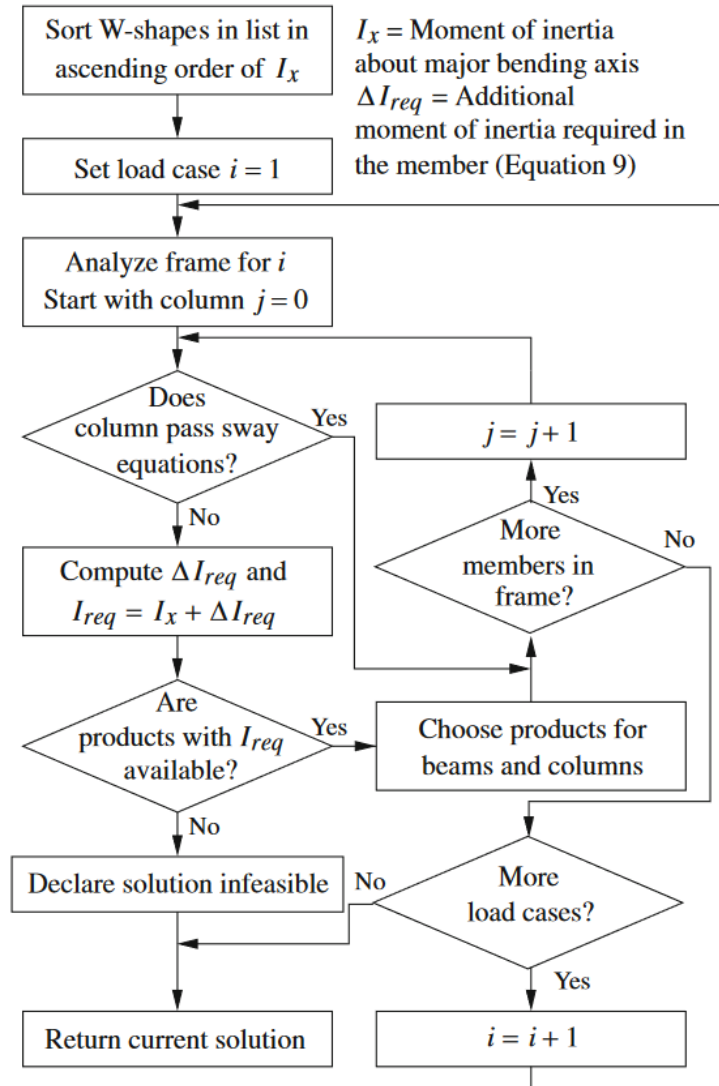 Sort W-shapes in list in
ascending order of I_x
I_x = Moment of inertia
about major bending axis
ΔI_req = Additional
moment of inertia required in
the member (Equation 9)
Set load case i = 1
Analyze frame for i
Start with column j = 0
Does
column pass sway
equations?
Yes
No
j = j + 1
Yes
More
members in
frame?
No
Compute ΔI_req and
I_req = I_x + ΔI_req
Are
products with I_req
available?
Yes
No
Choose products for
beams and columns
Declare solution infeasible
No
More
load cases?
Yes
Return current solution
i = i + 1